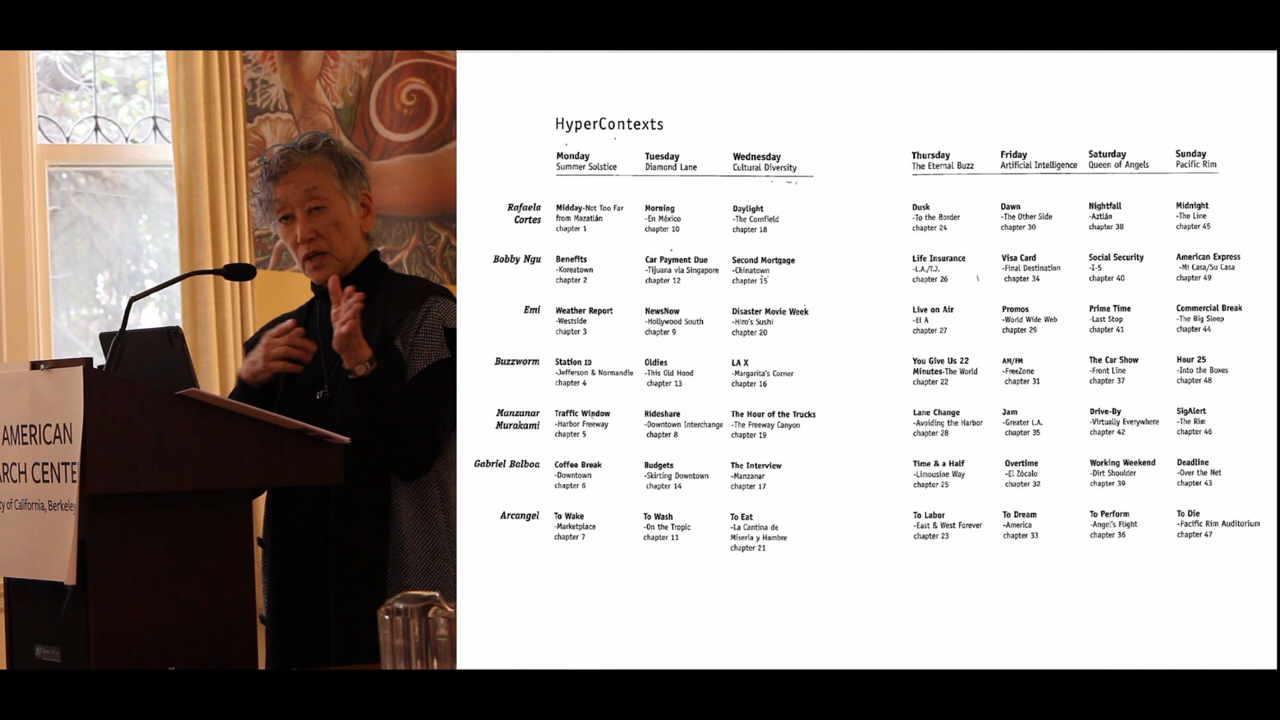 AMERICAN
ARCH CENTE
ty of California, Berkeley
HyperContexts
Monday Tuesday Wednesday Thursday Friday Saturday Sunday
Summer Solstice Diamond Lane Cultural Diversity The Eternal Buzz Artificial Intelligence Queen of Angels Pacific Rim
Rafaela Midday-Not Too Far Morning Daylight Dusk Dawn Nightfall Midnight
Cortes from Mazatlán -En México -The Cornfield -To the Border -The Other Side -Aztlán -The Line
chapter 1 chapter 10 chapter 18 chapter 24 chapter 30 chapter 38 chapter 45
Bobby Ngu Benefits Car Payment Due Second Mortgage Life Insurance Visa Card Social Security American Express
-Koreatown -Tijuana via Singapore -Chinatown -L.A./T.J. -Final Destination -I-5 -Mi Casa/Su Casa
chapter 2 chapter 12 chapter 15 chapter 26 chapter 34 chapter 40 chapter 49
Emi Weather Report NewsNow Disaster Movie Week Live on Air Promos Prime Time Commercial Break
-Westside -Hollywood South -Hiro's Sushi -El A -World Wide Web -Last Stop -The Big Sleep
chapter 3 chapter 9 chapter 20 chapter 27 chapter 29 chapter 41 chapter 44
Buzzworm Station ID Oldies LA X You Give Us 22 AM/FM The Car Show Hour 25
-Jefferson & Normandie -This Old Hood -Margarita's Corner Minutes-The World -FreeZone -Front Line -Into the Boxes
chapter 4 chapter 13 chapter 16 chapter 22 chapter 31 chapter 37 chapter 48
Manzanar Traffic Window Rideshare The Hour of the Trucks Lane Change Jam Drive-By SigAlert
Murakami -Harbor Freeway -Downtown Interchange -The Freeway Canyon -Avoiding the Harbor -Greater L.A. -Virtually Everywhere -The Rim
chapter 5 chapter 8 chapter 19 chapter 28 chapter 35 chapter 42 chapter 46
Gabriel Balboa Coffee Break Budgets The Interview Time & a Half Overtime Working Weekend Deadline
-Downtown -Skirting Downtown -Manzanar -Limousine Way -El Zócalo -Dirt Shoulder -Over the Net
chapter 6 chapter 14 chapter 17 chapter 25 chapter 32 chapter 39 chapter 43
Arcangel To Wake To Wash To Eat To Labor To Dream To Perform To Die
-Marketplace -On the Tropic -La Cantina de -East & West Forever -America -Angel's Flight -Pacific Rim Auditorium
chapter 7 chapter 11 Miseria y Hambre chapter 23 chapter 33 chapter 36 chapter 47
chapter 21